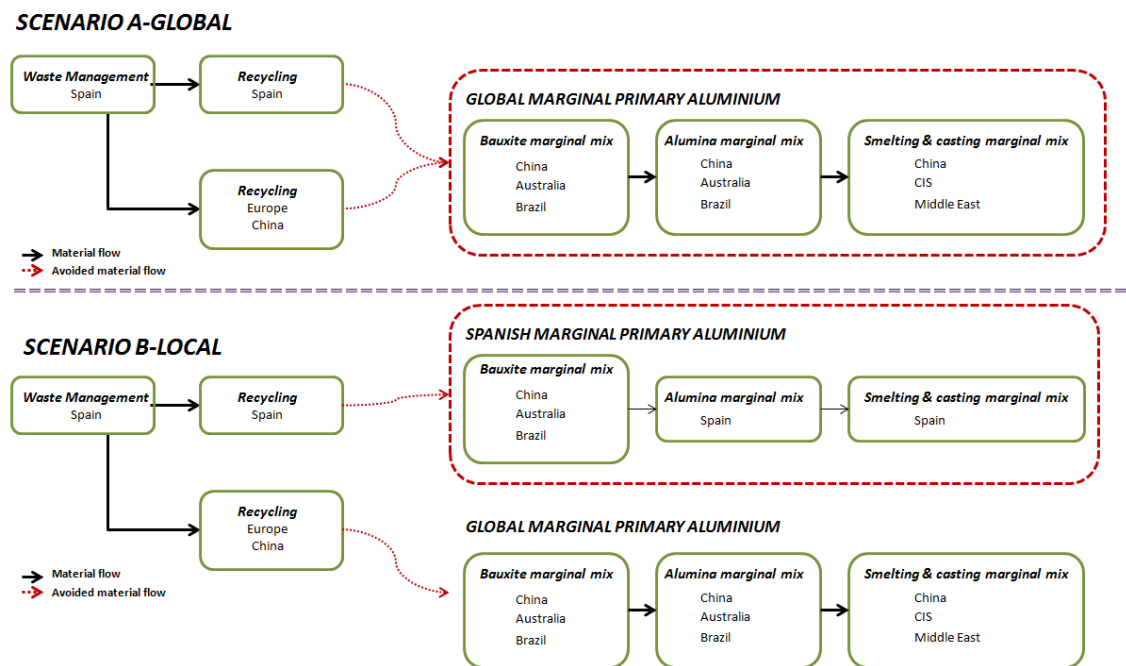 SCENARIO A-GLOBAL
Waste Management
Spain
Recycling
Spain
Recycling
Europe
China
GLOBAL MARGINAL PRIMARY ALUMINIUM
Bauxite marginal mix
China
Australia
Brazil
Alumina marginal mix
China
Australia
Brazil
Smelting & casting marginal mix
China
CIS
Middle East
Material flow
Avoided material flow
SCENARIO B-LOCAL
Waste Management
Spain
Recycling
Spain
Recycling
Europe
China
SPANISH MARGINAL PRIMARY ALUMINIUM
Bauxite marginal mix
China
Australia
Brazil
Alumina marginal mix
Spain
Smelting & casting marginal mix
Spain
GLOBAL MARGINAL PRIMARY ALUMINIUM
Bauxite marginal mix
China
Australia
Brazil
Alumina marginal mix
China
Australia
Brazil
Smelting & casting marginal mix
China
CIS
Middle East
Material flow
Avoided material flow